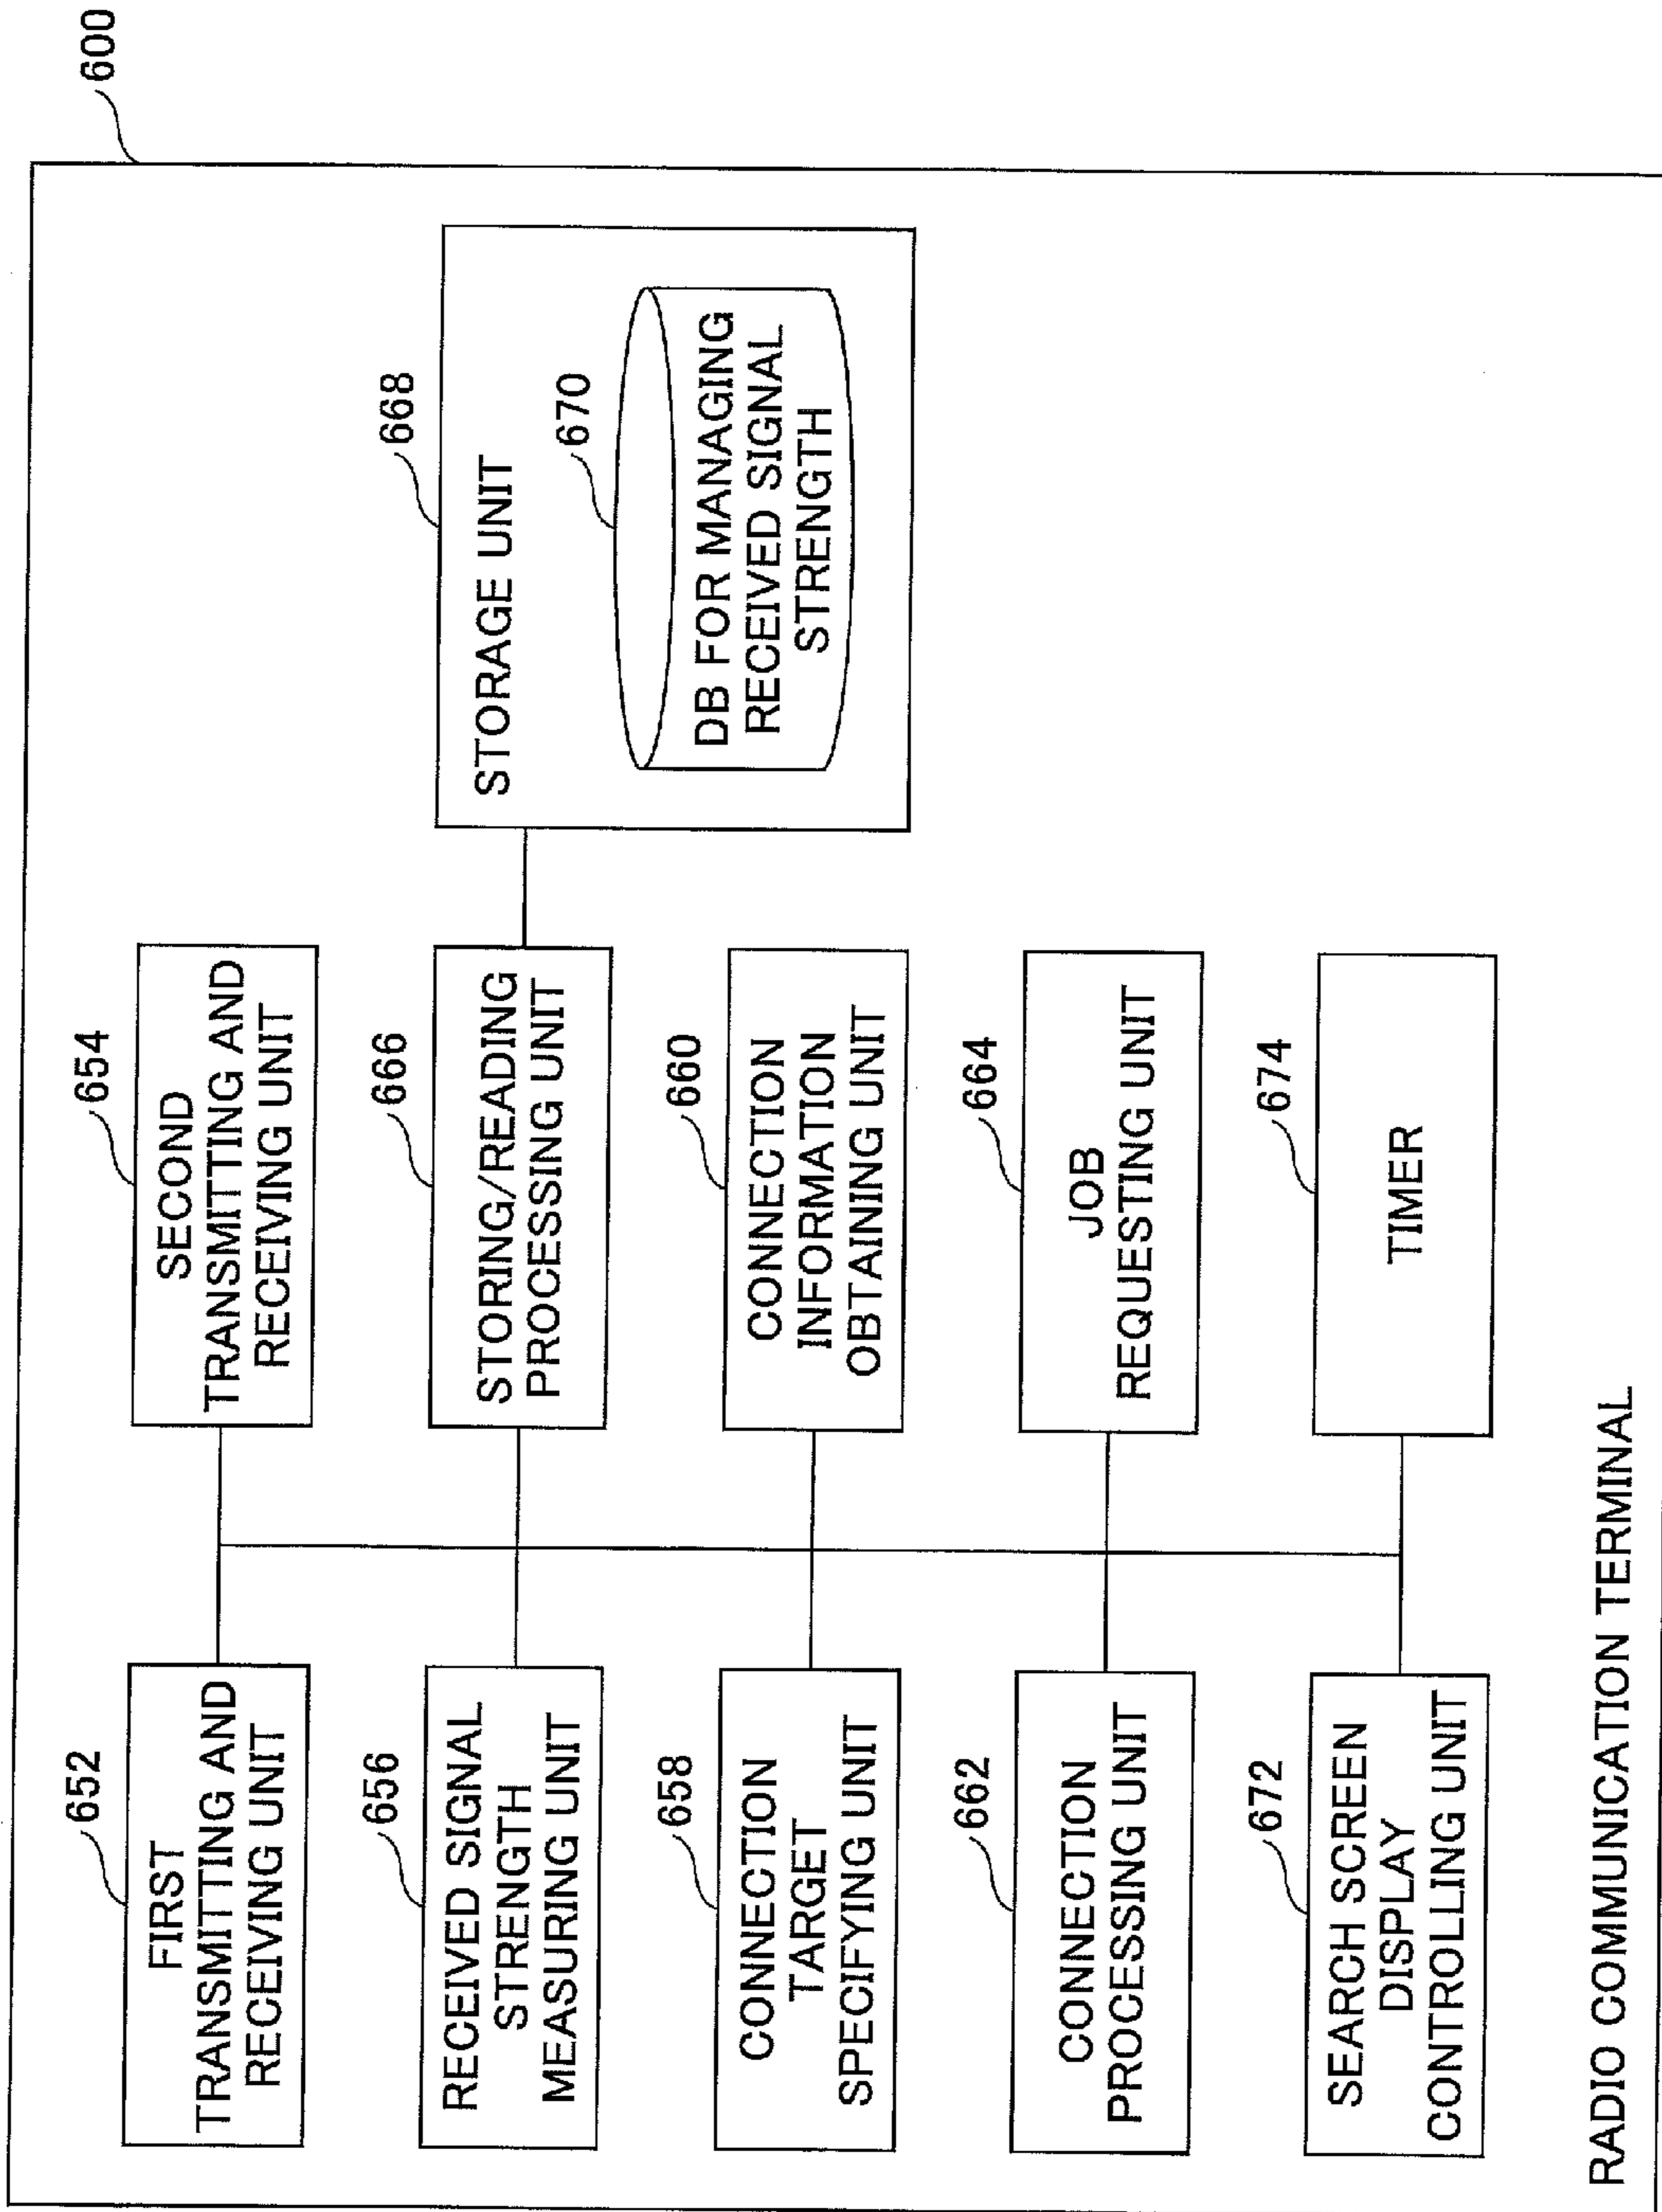 600
652
FIRST
TRANSMITTING AND
RECEIVING UNIT
654
SECOND
TRANSMITTING AND
RECEIVING UNIT
656
RECEIVED SIGNAL
STRENGTH
MEASURING UNIT
666
STORING/READING
PROCESSING UNIT
668
STORAGE UNIT
670
DB FOR MANAGING
RECEIVED SIGNAL
STRENGTH
658
CONNECTION
TARGET
SPECIFYING UNIT
660
CONNECTION
INFORMATION
OBTAINING UNIT
662
CONNECTION
PROCESSING UNIT
664
JOB
REQUESTING UNIT
672
SEARCH SCREEN
DISPLAY
CONTROLLING UNIT
674
TIMER
RADIO COMMUNICATION TERMINAL